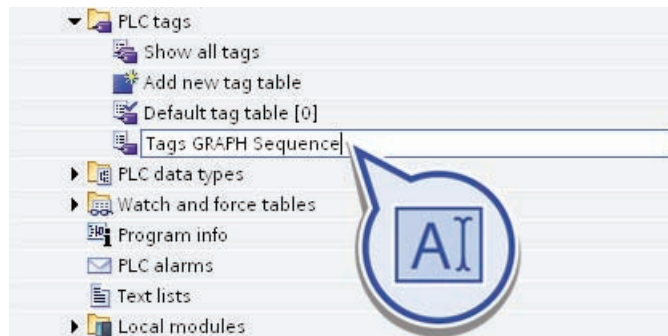 PLC tags
Show all tags
Add new tag table
Default tag table [0]
Tags GRAPH Sequence
PLC data types
Watch and force tables
Program info
PLC alarms
Text lists
Local modules
A